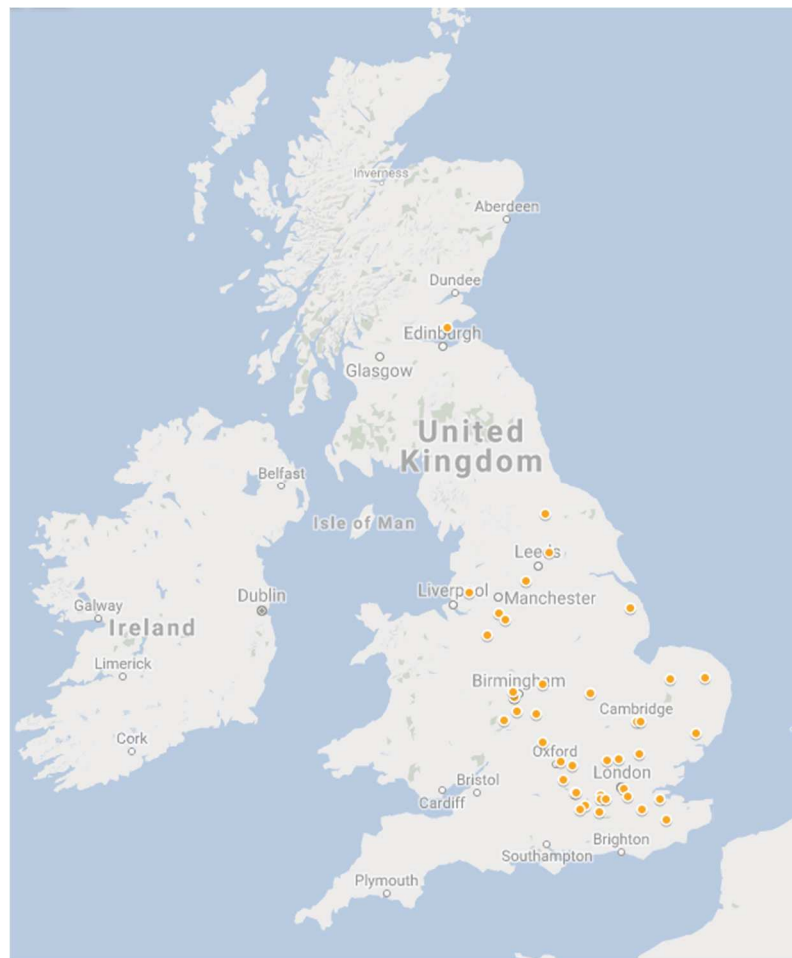 Inverness
Aberdeen
Dundee
Edinburgh
Glasgow
United
Kingdom
Belfast
Isle of Man
Leeds
Dublin
Liverpool
Manchester
Galway
Ireland
Limerick
Birmingham
Cambridge
Cork
Oxford
London
Bristol
Cardiff
Brighton
Southampton
Plymouth